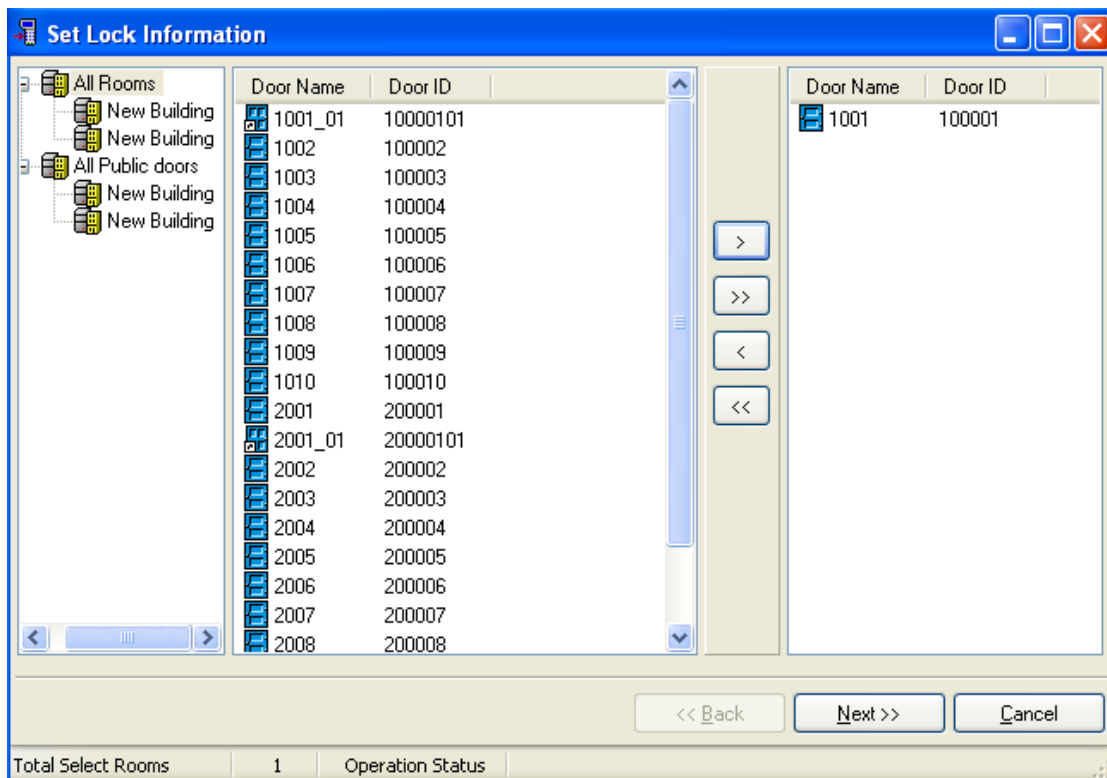 Set Lock Information
All Rooms
New Building
New Building
All Public doors
New Building
New Building
Door Name Door ID
1001_01 10000101
1002 100002
1003 100003
1004 100004
1005 100005
1006 100006
1007 100007
1008 100008
1009 100009
1010 100010
2001 200001
2001_01 20000101
2002 200002
2003 200003
2004 200004
2005 200005
2006 200006
2007 200007
2008 200008
>
>>
<
<<
Door Name Door ID
1001 100001
<< Back Next >> Cancel
Total Select Rooms 1 Operation Status